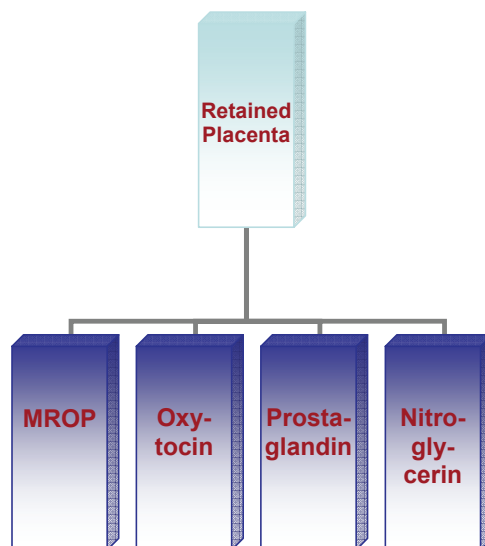 Retained
Placenta
MROP
Oxy-
tocin
Prosta-
glandin
Nitro-
gly-
cerin